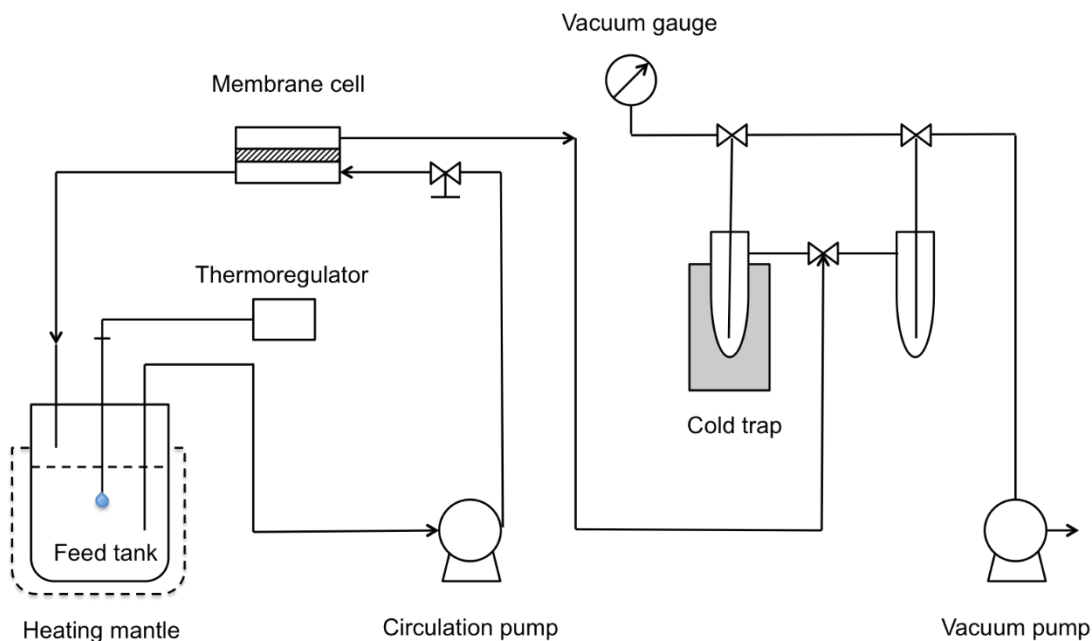 Vacuum gauge
Membrane cell
Thermoregulator
Cold trap
Feed tank
Heating mantle
Circulation pump
Vacuum pump